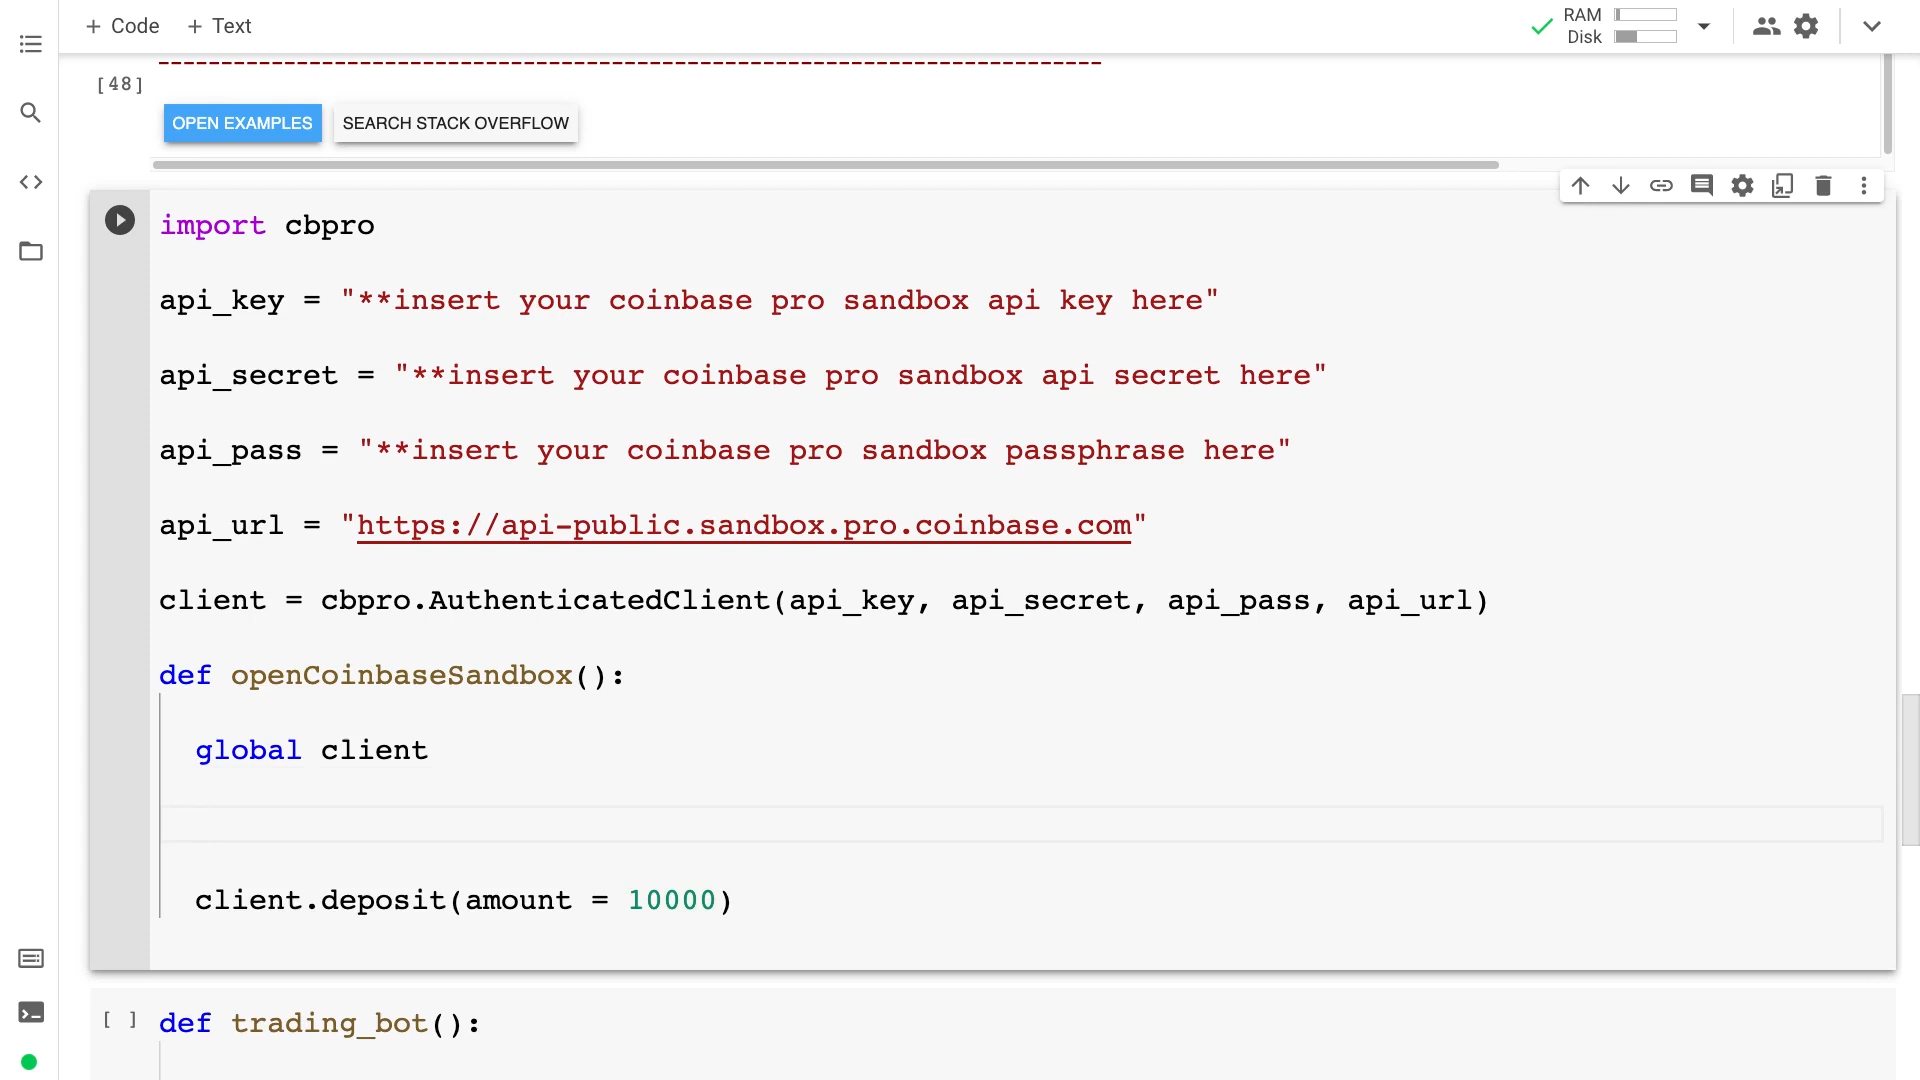 + Code + Text
RAM
Disk
[48]
OPEN EXAMPLES SEARCH STACK OVERFLOW
import cbpro
api_key = "**insert your coinbase pro sandbox api key here"
api_secret = "**insert your coinbase pro sandbox api secret here"
api_pass = "**insert your coinbase pro sandbox passphrase here"
api_url = "https://api-public.sandbox.pro.coinbase.com"
client = cbpro.AuthenticatedClient(api_key, api_secret, api_pass, api_url)
def openCoinbaseSandbox():
global client
client.deposit(amount = 10000)
[ ] def trading_bot():